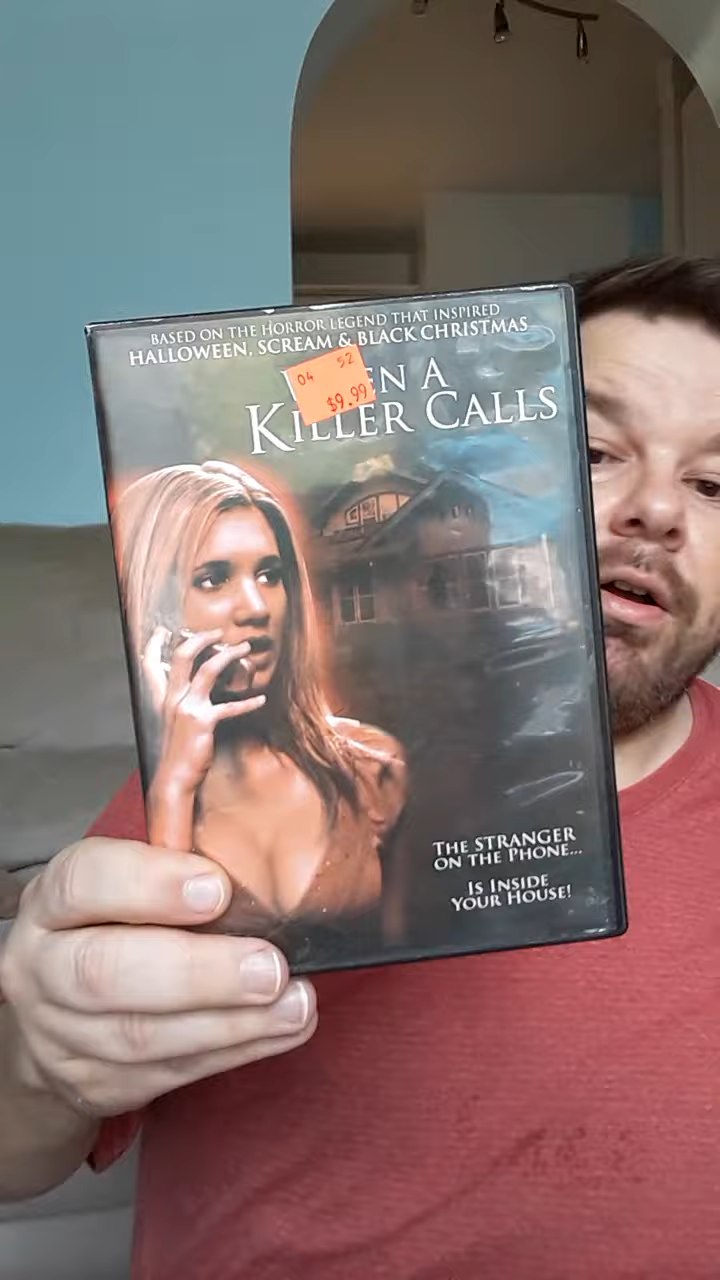 BASED ON THE HORROR LEGEND THAT INSPIRED
HALLOWEEN, SCREAM & BLACK CHRISTMAS
04 52
$9.99
EN A
KILLER CALLS
THE STRANGER
ON THE PHONE...
IS INSIDE
YOUR HOUSE!